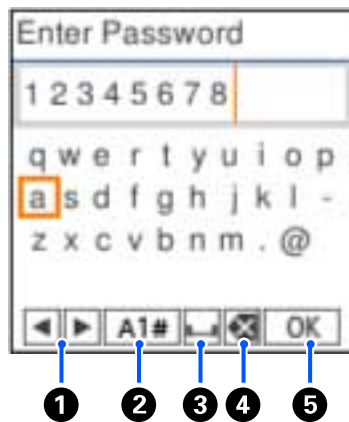 Enter Password
12345678
q w e r t y u i o p
a s d f g h j k l -
z x c v b n m . @
A1# OK
1 2 3 4 5